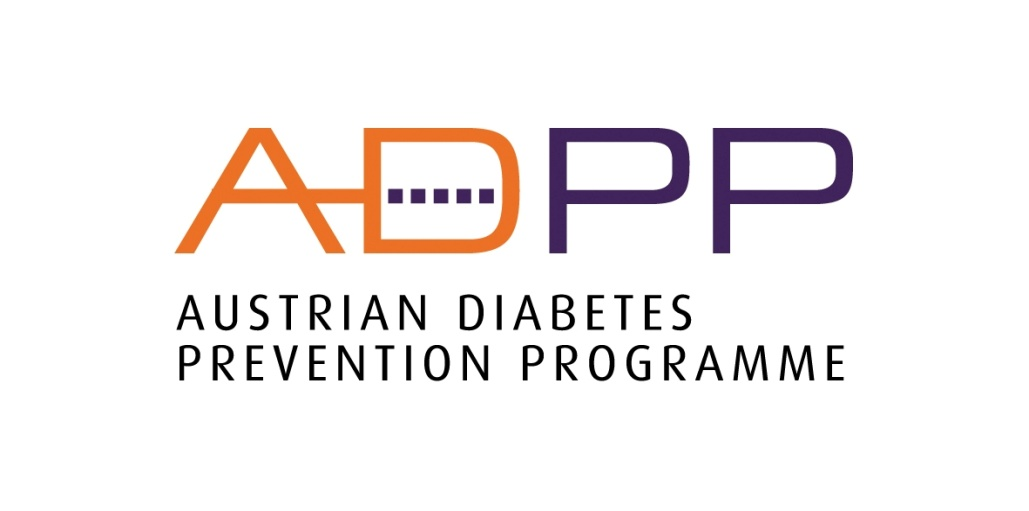 ADPP
AUSTRIAN DIABETES
PREVENTION PROGRAMME